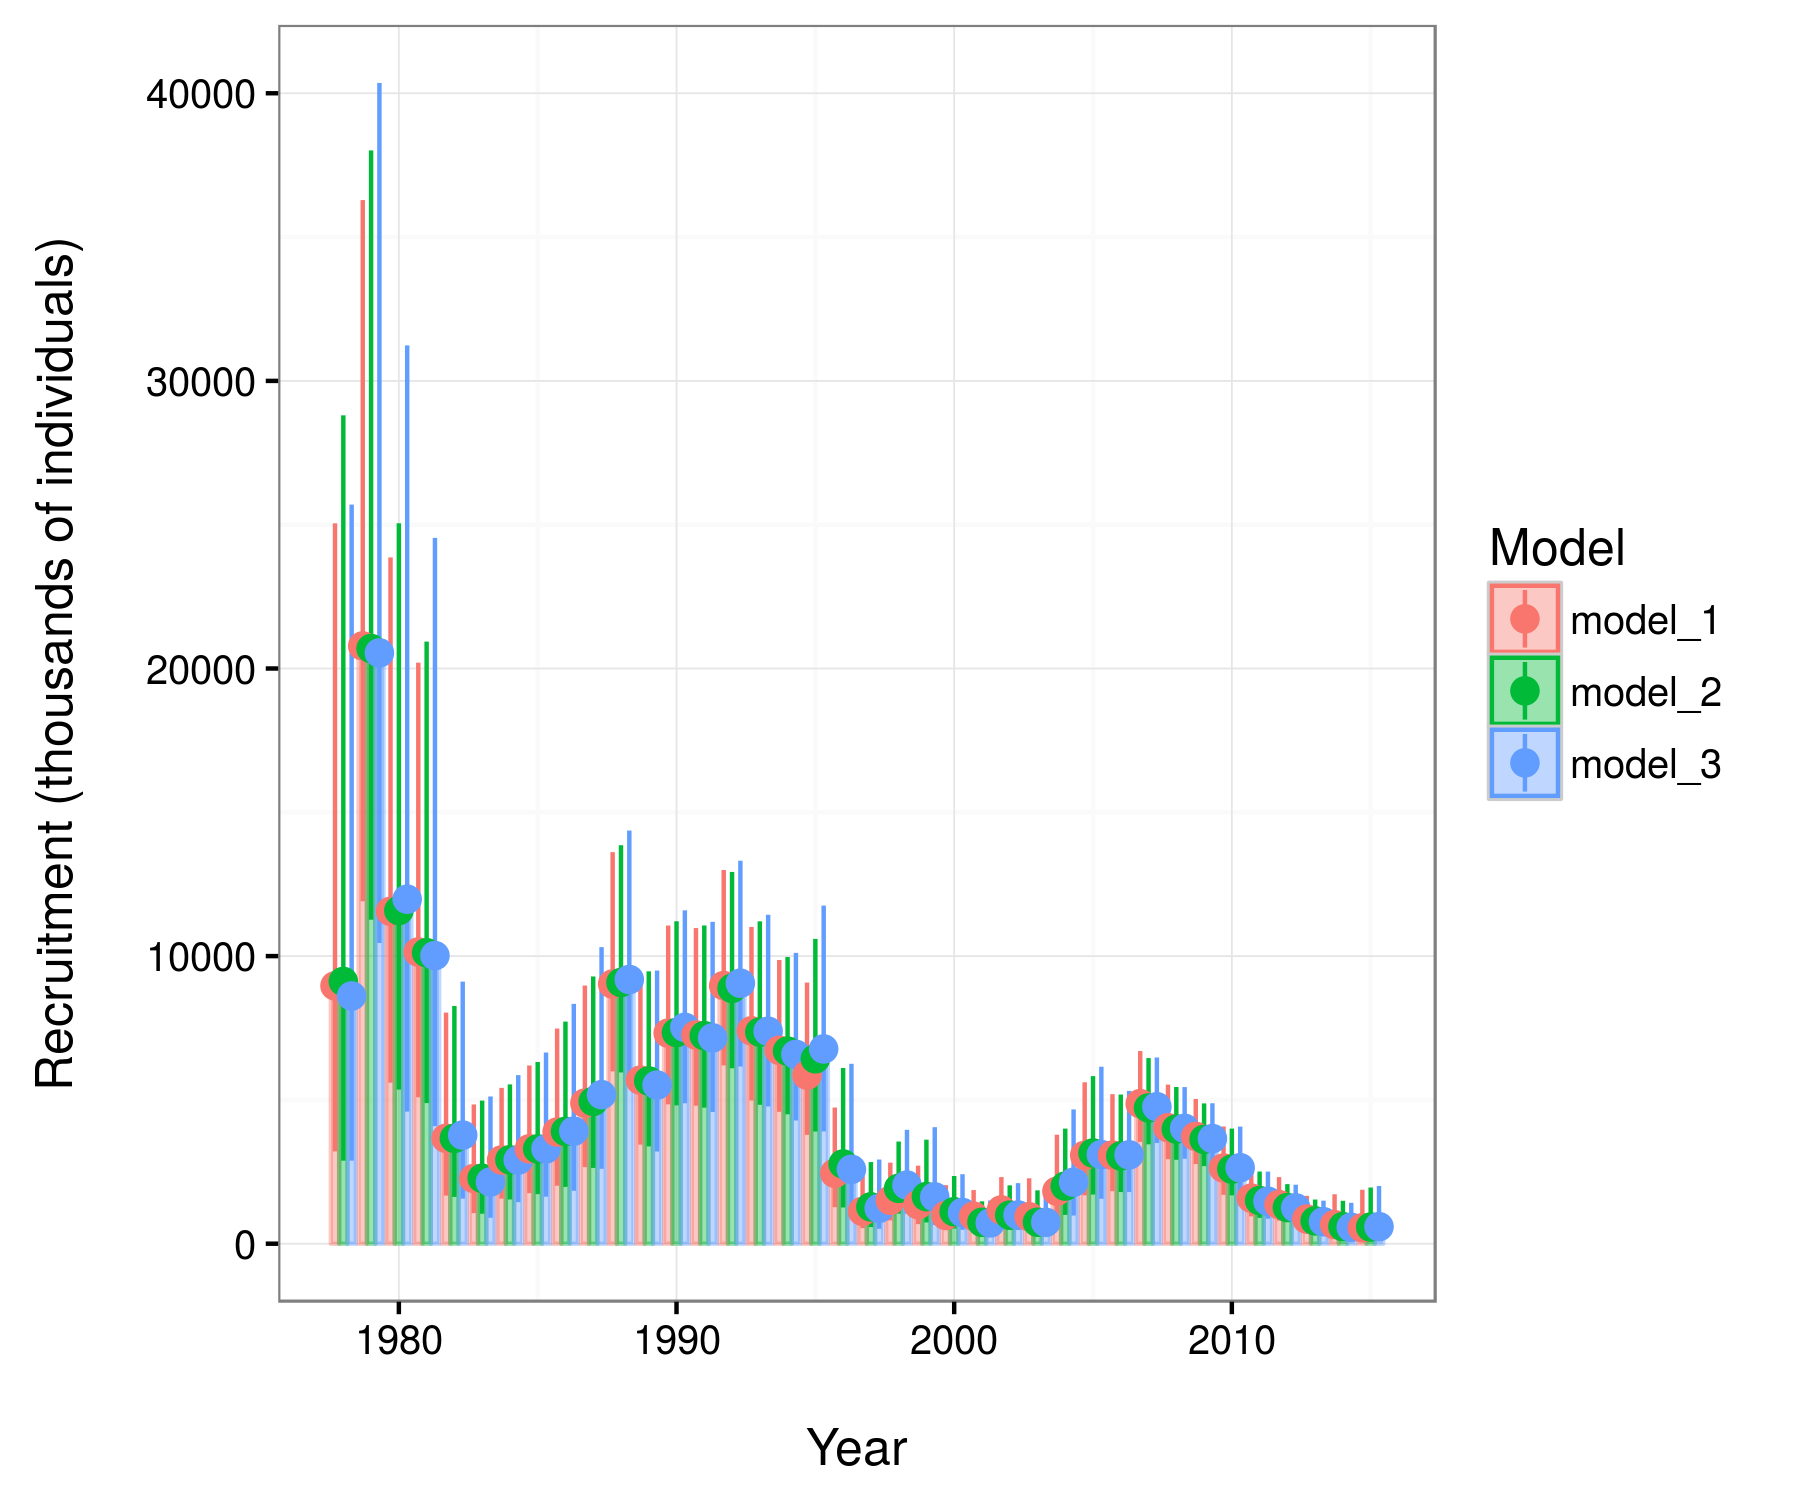 Recruitment (thousands of individuals)
40000
30000
20000
10000
0
1980
1990
2000
2010
Year
Model
model_1
model_2
model_3